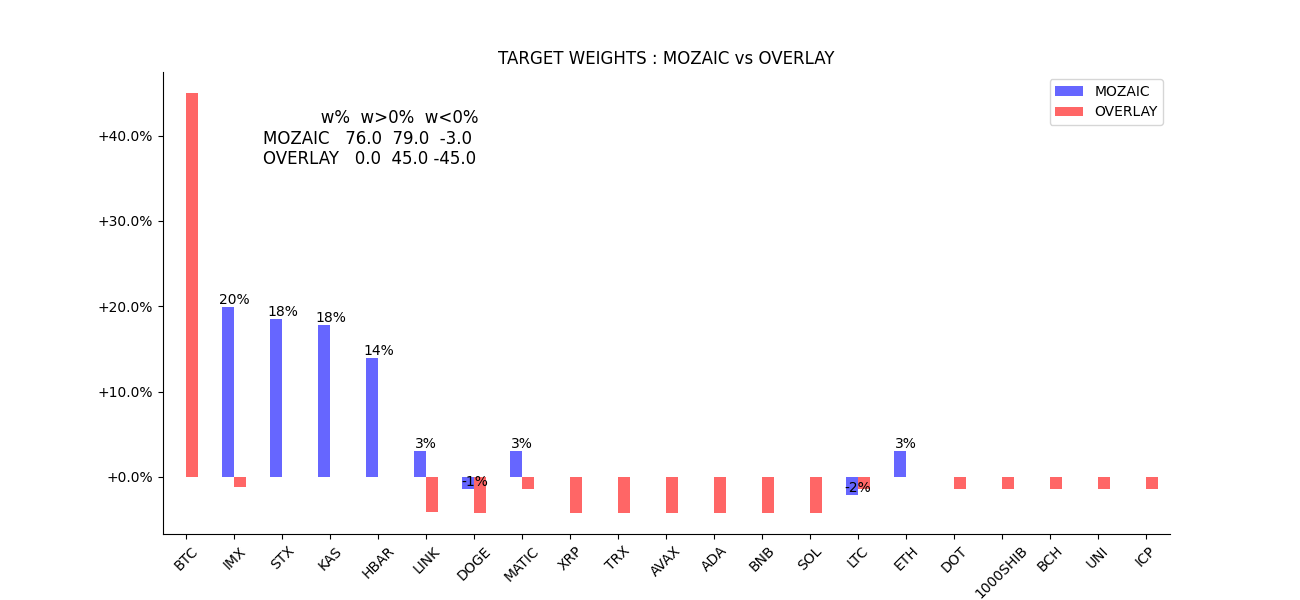 TARGET WEIGHTS : MOZAIC vs OVERLAY
MOZAIC
OVERLAY
w% w>0% w<0%
MOZAIC 76.0 79.0 -3.0
OVERLAY 0.0 45.0 -45.0
+40.0%
+30.0%
+20.0%
+10.0%
+0.0%
20%
18%
18%
14%
3%
-1%
3%
-2%
3%
BTC
IMX
STX
KAS
HBAR
LINK
DOGE
MATIC
XRP
TRX
AVAX
ADA
BNB
SOL
LTC
ETH
DOT
1000SHIB
BCH
UNI
ICP